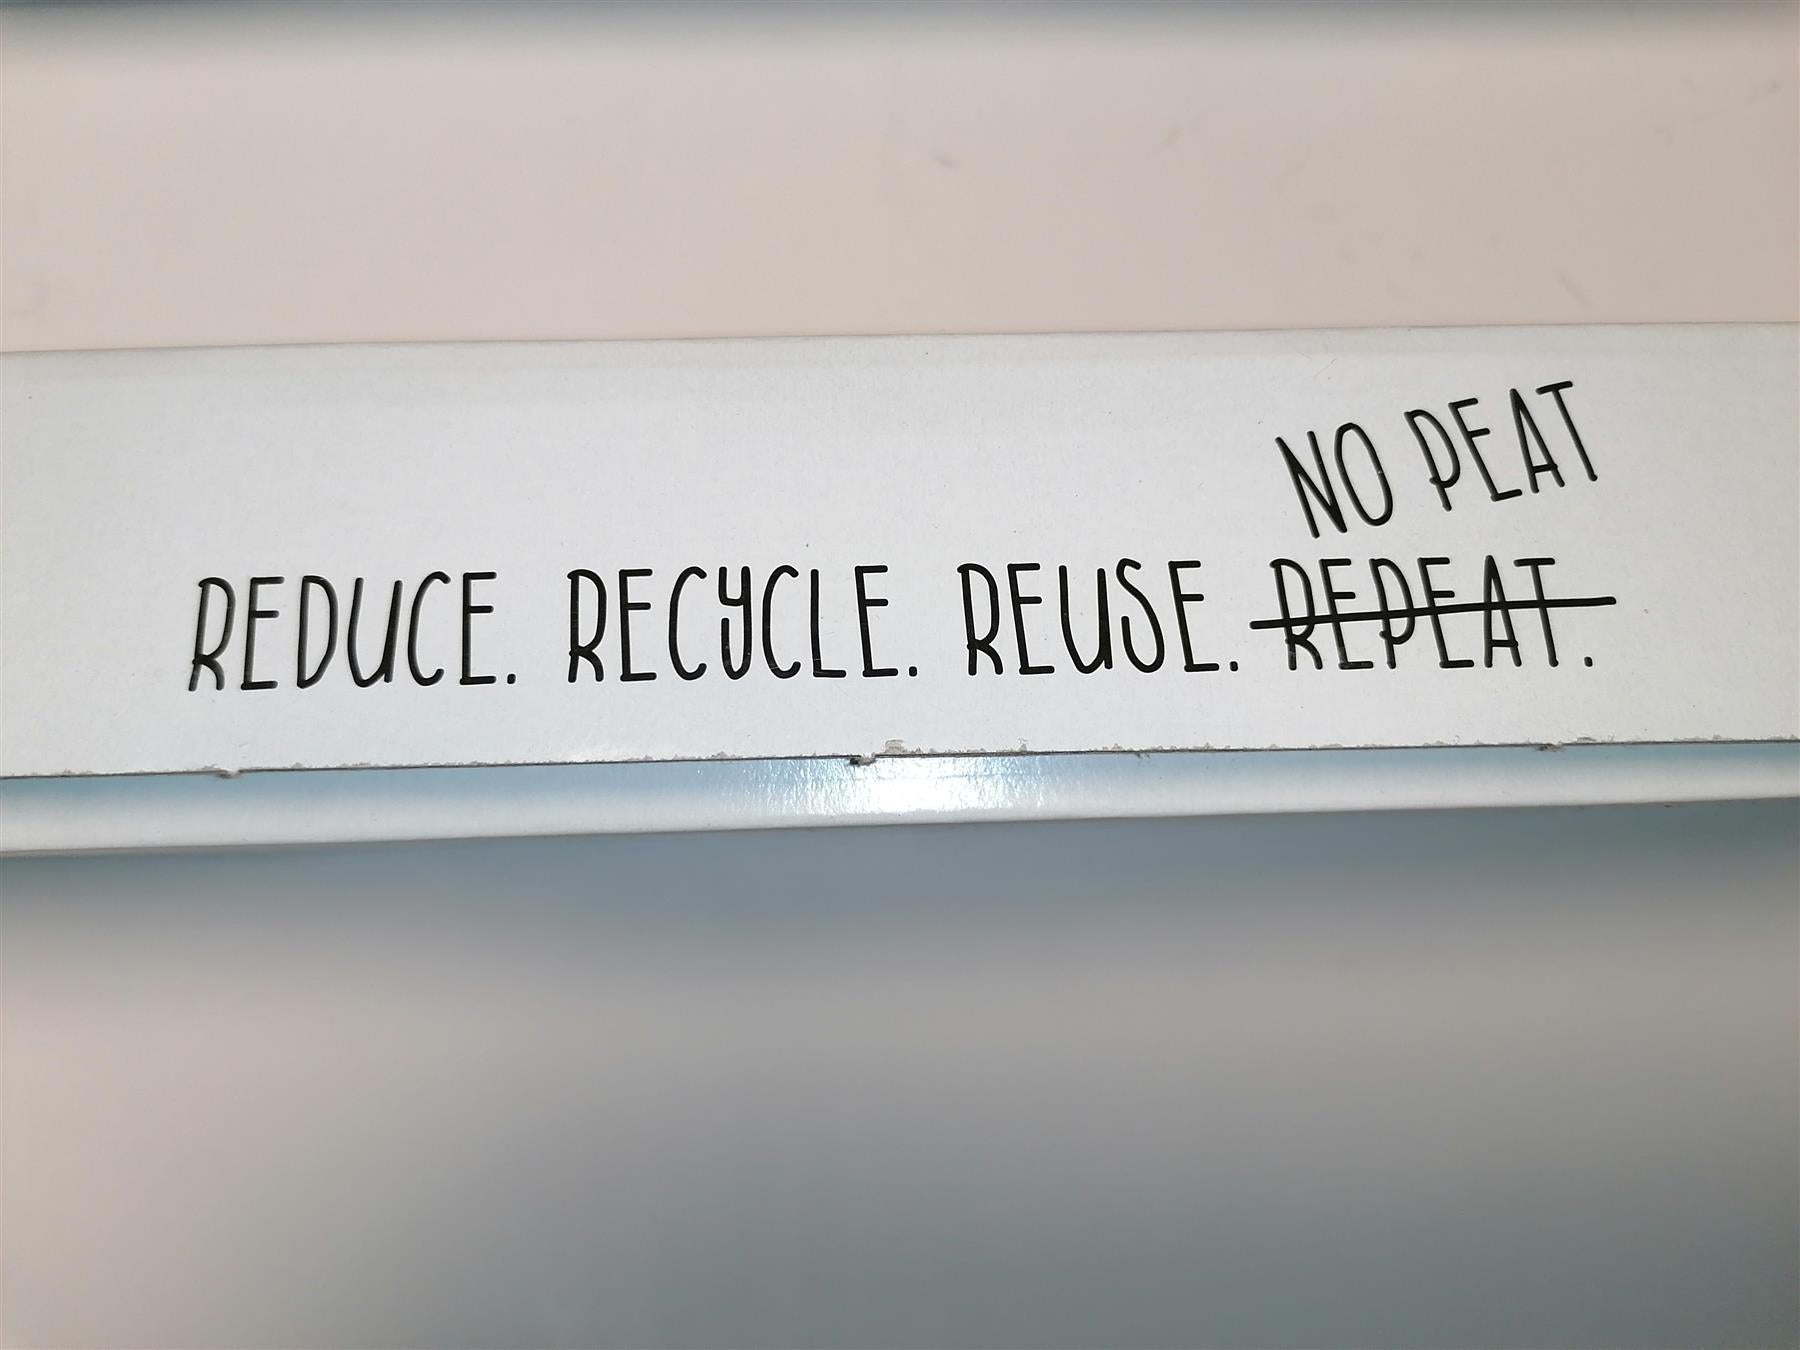 NO PEAT
REDUCE. RECYCLE. REUSE. REPEAT.